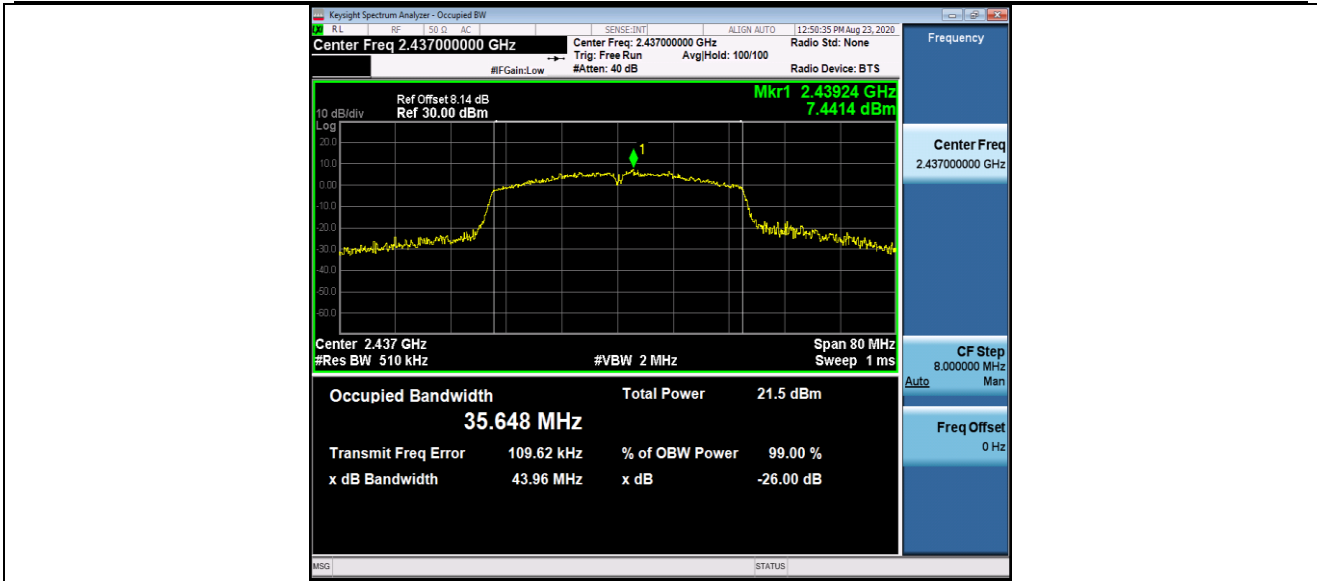 Keysight Spectrum Analyzer - Occupied BW
RL RF 50 Ω AC SENSE:INT ALIGN AUTO 12:50:35 PM Aug 23, 2020
Center Freq 2.437000000 GHz
Center Freq: 2.437000000 GHz Radio Std: None
Trig: Free Run Avg|Hold: 100/100
#IFGain:Low #Atten: 40 dB Radio Device: BTS
Mkr1 2.43924 GHz
7.4414 dBm
Ref Offset 8.14 dB
10 dB/div Ref 30.00 dBm
Log
20.0
10.0
0.00
-10.0
-20.0
-30.0
-40.0
-50.0
-60.0
1
Center 2.437 GHz Span 80 MHz
#Res BW 510 kHz #VBW 2 MHz Sweep 1 ms
Occupied Bandwidth Total Power 21.5 dBm
35.648 MHz
Transmit Freq Error 109.62 kHz % of OBW Power 99.00 %
x dB Bandwidth 43.96 MHz x dB -26.00 dB
MSG STATUS
Frequency
Center Freq
2.437000000 GHz
CF Step
8.000000 MHz
Auto Man
Freq Offset
0 Hz